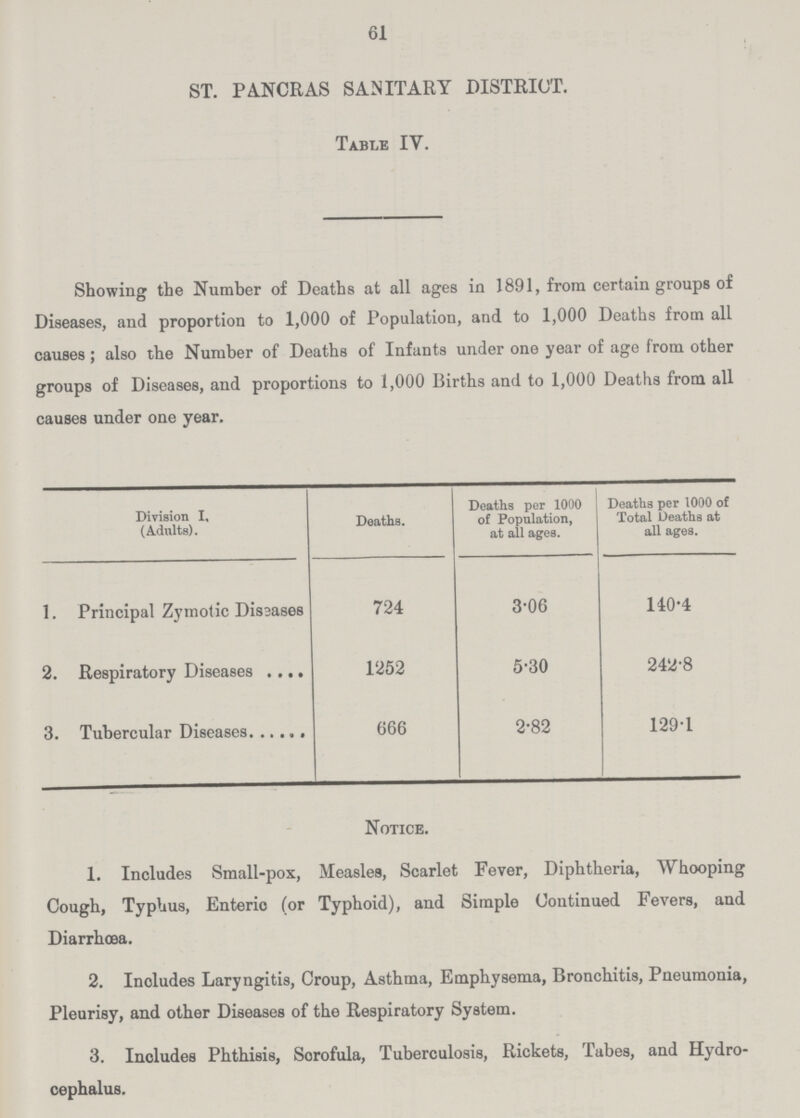 61
ST. PANCRAS SANITARY DISTRICT.
TABLE IV.
Showing the Number of Deaths at all ages in 1891, from certain groups of
Diseases, and proportion to 1,000 of Population, and to 1,000 Deaths from all
causes; also the Number of Deaths of Infants under one year of age from other
groups of Diseases, and proportions to 1,000 Births and to 1,000 Deaths from all
causes under one year.
Division I, (Adults). Deaths. Deaths per 1000 of Population, at all ages. Deaths per 1000 of Total Deaths at all ages.
1. Principal Zymotic Diseases 724 3·06 140·4
2. Respiratory Diseases .... 1252 5·30 242·8
3. Tubercular Diseases...... 666 2·82 129·1
NOTICE.
1. Includes Small-pox, Measles, Scarlet Fever, Diphtheria, Whooping
Cough, Typhus, Enteric (or Typhoid), and Simple Continued Fevers, and
Diarrhœa.
2. Includes Laryngitis, Croup, Asthma, Emphysema, Bronchitis, Pneumonia,
Pleurisy, and other Diseases of the Respiratory System.
3. Includes Phthisis, Scrofula, Tuberculosis, Rickets, Tabes, and Hydro-
cephalus.